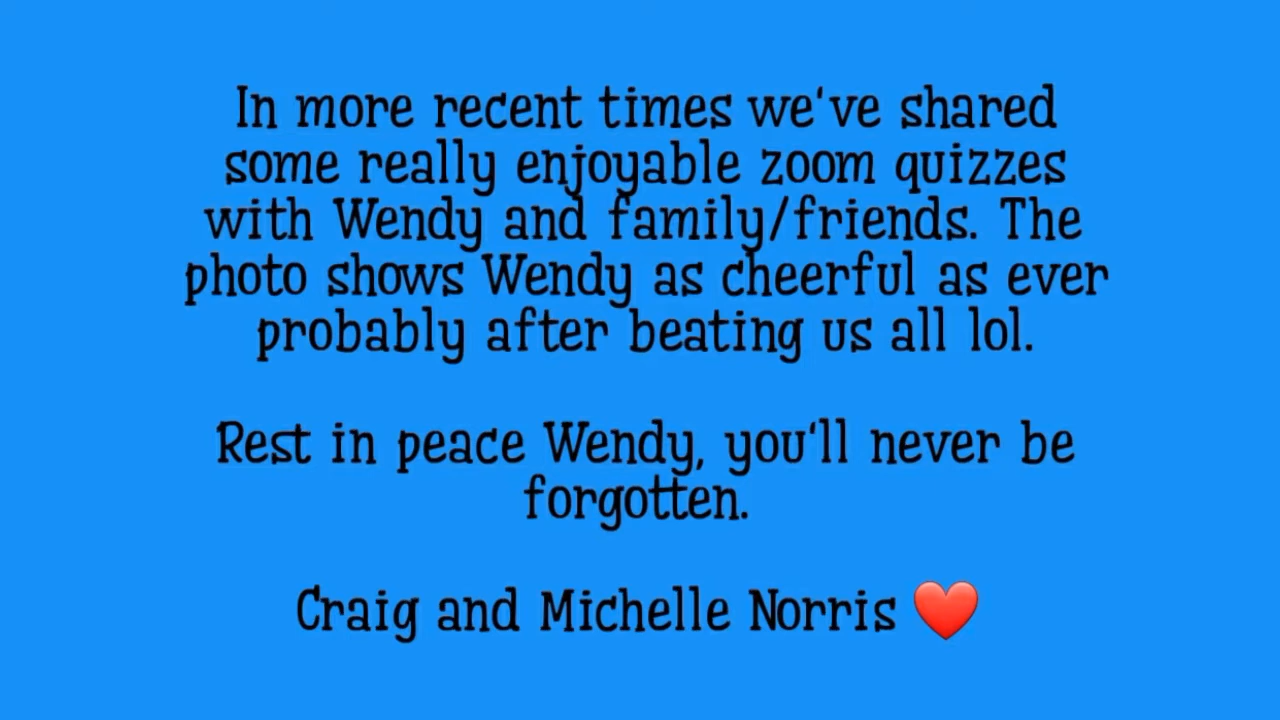 In more recent times we've shared
some really enjoyable zoom quizzes
with Wendy and family/friends. The
photo shows Wendy as cheerful as ever
probably after beating us all lol.
Rest in peace Wendy, you'll never be
forgotten.
Craig and Michelle Norris ❤️